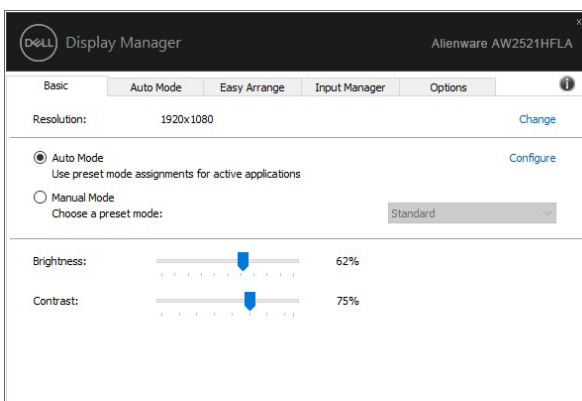 DELL Display Manager
Alienware AW2521HFLA
Basic Auto Mode Easy Arrange Input Manager Options
Resolution: 1920x1080 Change
Auto Mode Configure
Use preset mode assignments for active applications
Manual Mode
Choose a preset mode: Standard
Brightness: 62%
Contrast: 75%